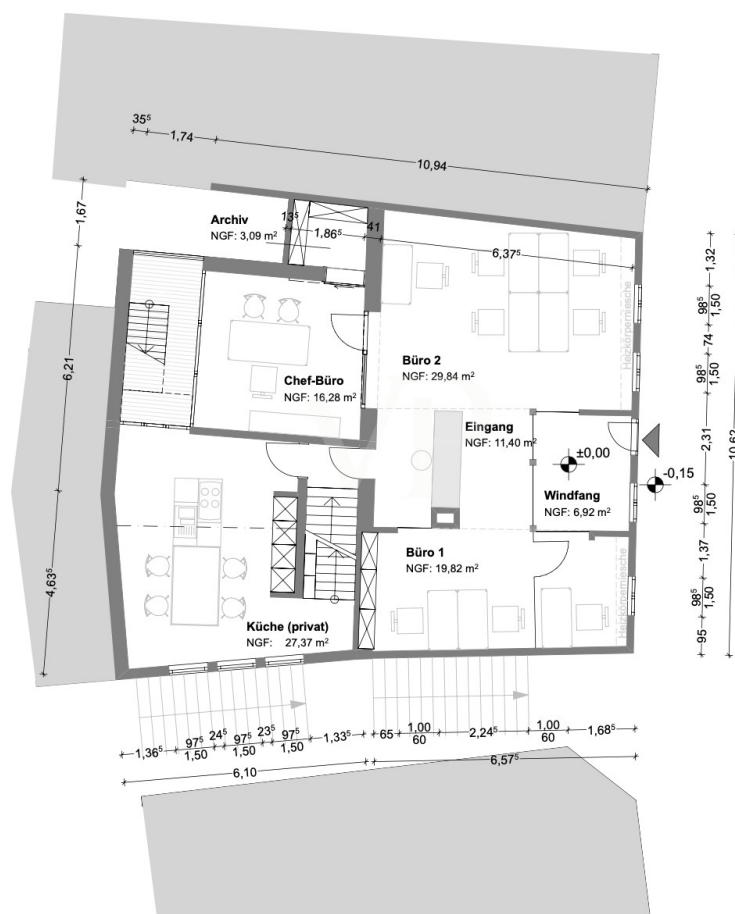 35⁵
1,74
10,94
1,67
Archiv
NGF: 3,09 m²
13⁵
1,86⁵
41
6,37⁵
1,32
98⁵
1,50
74
98⁵
1,50
Heizkörpernische
6,21
Büro 2
NGF: 29,84 m²
Chef-Büro
NGF: 16,28 m²
Eingang
NGF: 11,40 m²
±0,00
-0,15
2,31
10,62
Windfang
NGF: 6,92 m²
98⁵
1,50
1,37
Büro 1
NGF: 19,82 m²
Heizkörpernische
98⁵
1,50
95
4,63⁵
Küche (privat)
NGF: 27,37 m²
1,36⁵
97⁵
1,50
24⁵
97⁵
1,50
23⁵
97⁵
1,50
1,33⁵
65
1,00
60
2,24⁵
1,00
60
1,68⁵
6,10
6,57⁵